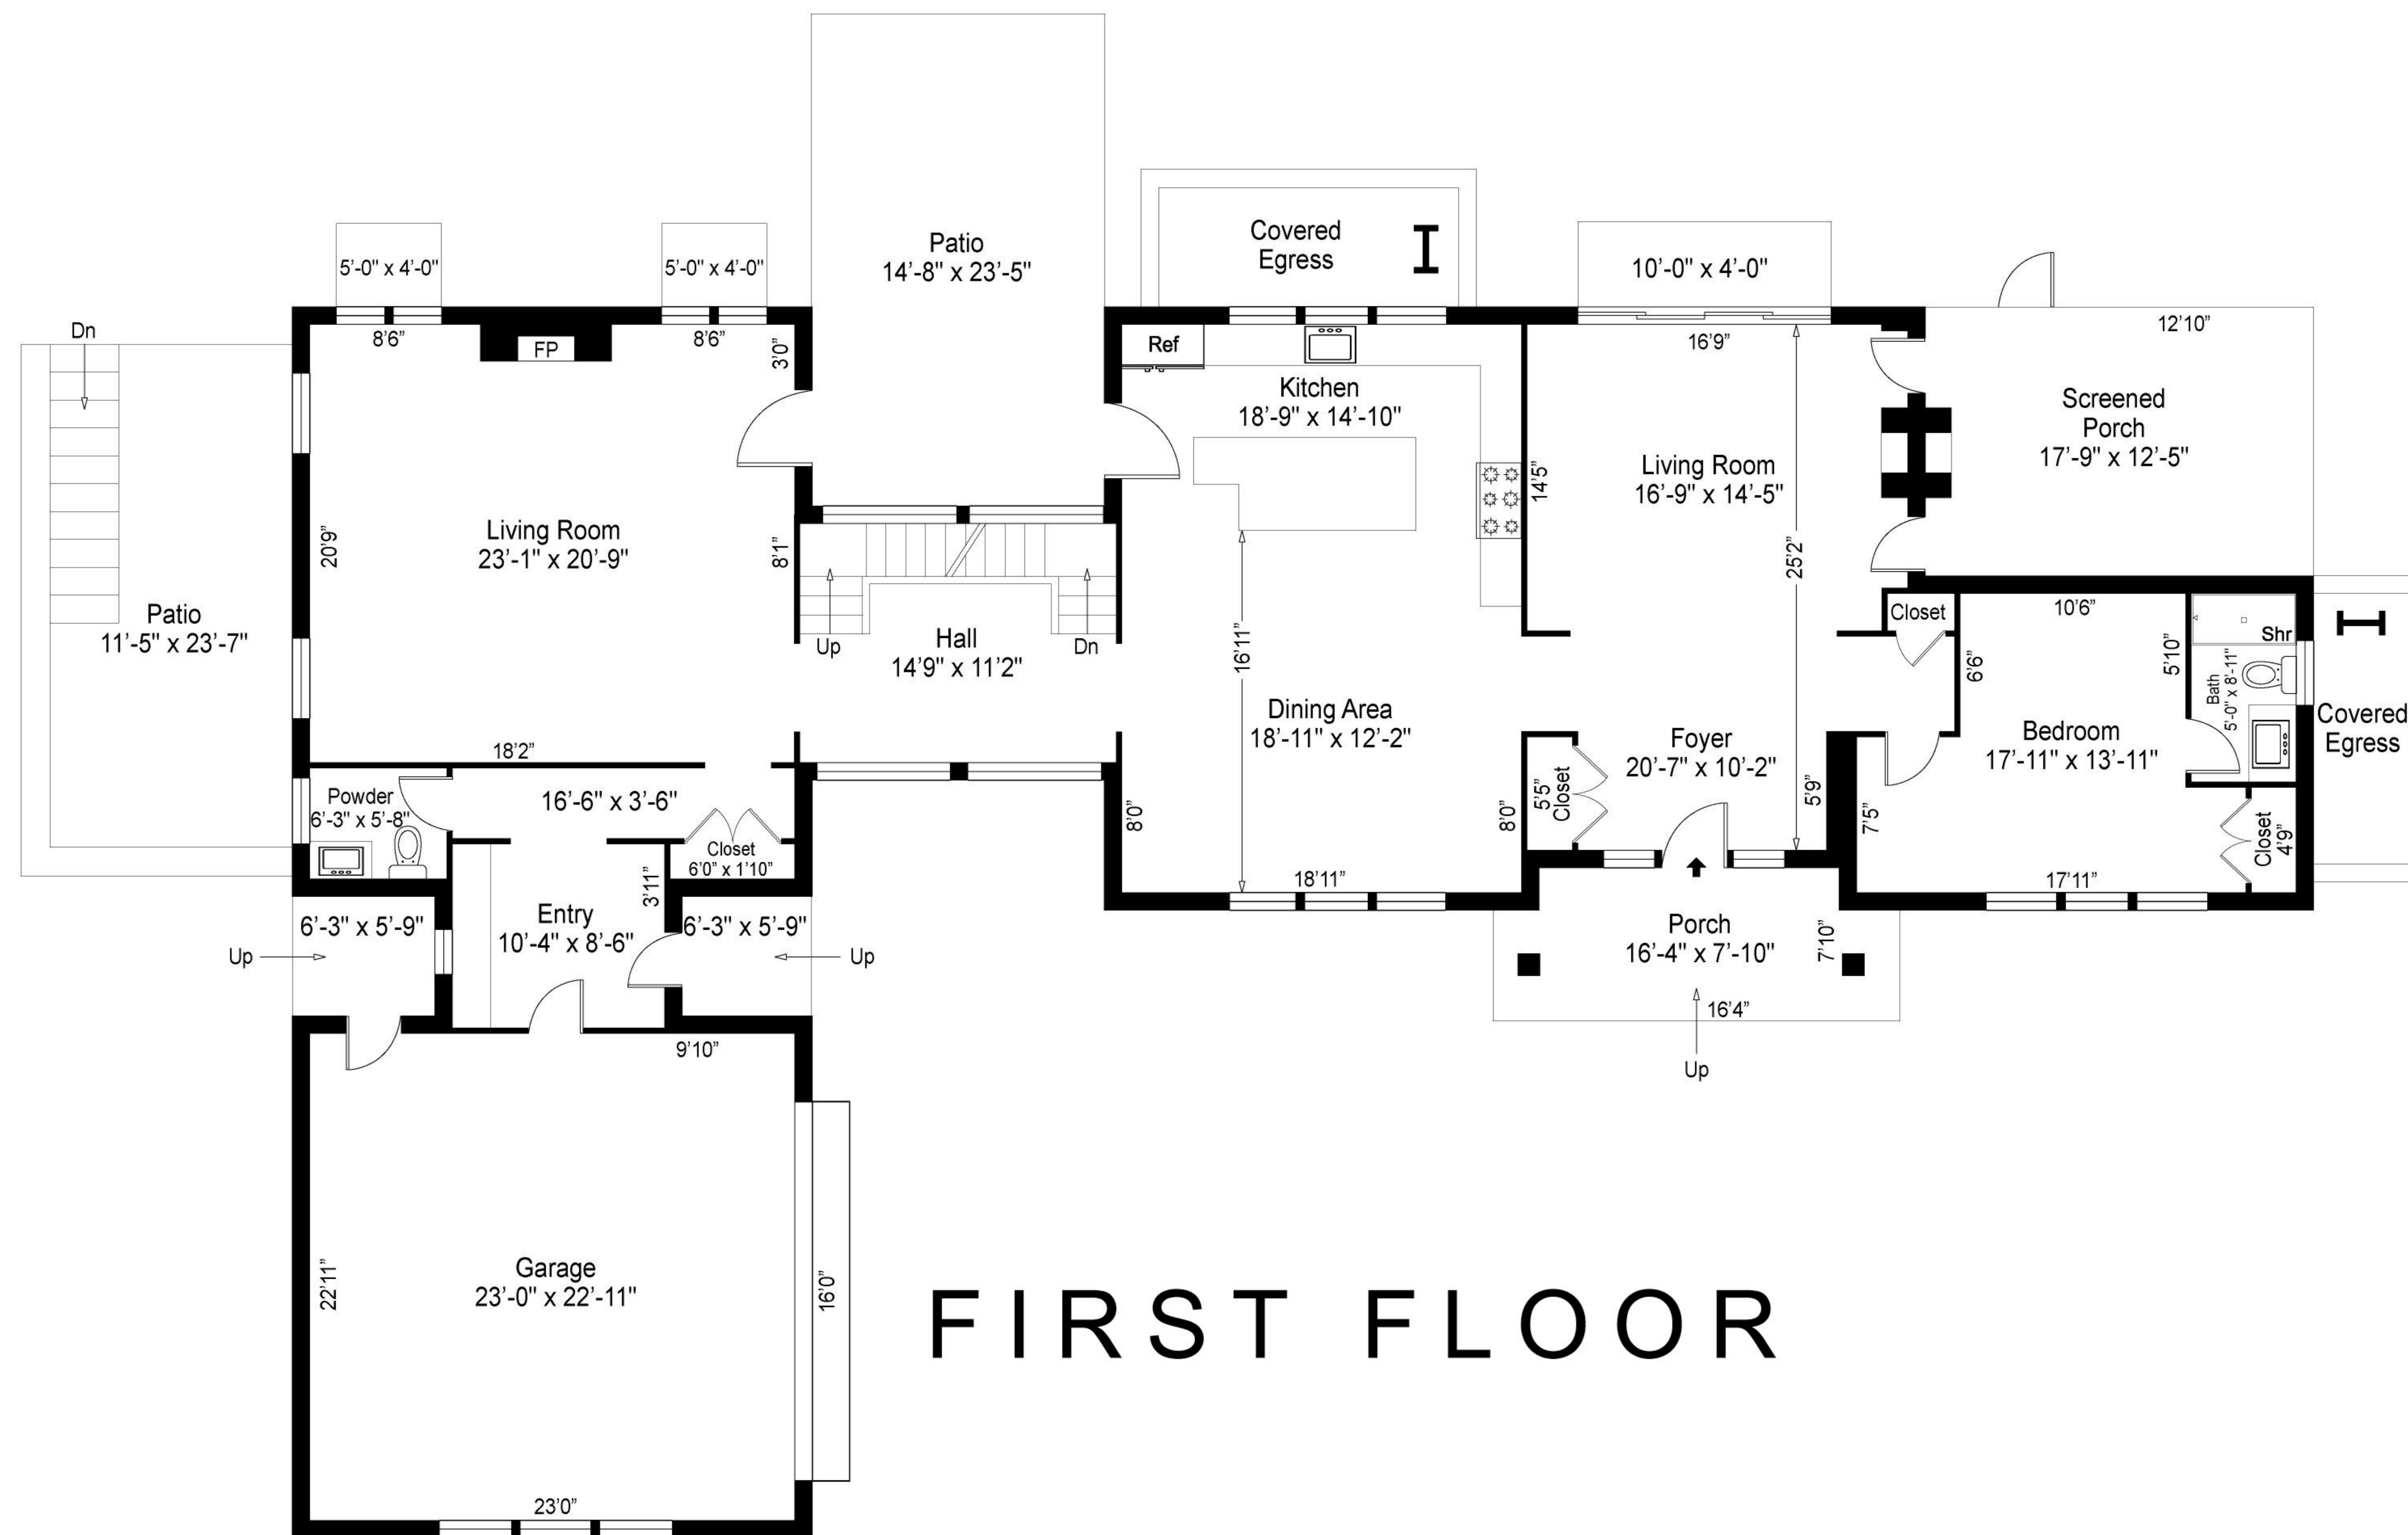 Patio
14’-8" x 23’-5"
Covered
Egress
5’-0" x 4’-0"
5’-0" x 4’-0"
10’-0" x 4’-0"
Dn
8’6”
FP
8’6”
3’0”
Ref
16’9”
12’10”
Kitchen
18’-9" x 14’-10"
Screened
Porch
17’-9" x 12’-5"
Living Room
16’-9" x 14’-5"
14’5”
Living Room
23’-1" x 20’-9"
20’9”
8’1”
25’2”
Patio
11’-5" x 23’-7"
Up
Hall
14’9" x 11’2"
Dn
16’11”
Closet
10’6”
Shr
6’6”
5’10”
Bath
5’-0" x 8’-11"
Dining Area
18’-11" x 12’-2"
Foyer
20’-7" x 10’-2"
Bedroom
17’-11" x 13’-11"
Covered
Egress
18’2”
Powder
6’-3" x 5’-8"
16’-6" x 3’-6"
8’0”
8’0”
5’5”
Closet
5’9”
7’5”
Closet
4’9”
Closet
6’0” x 1’10”
3’11”
18’11”
17’11”
6’-3" x 5’-9"
Entry
10’-4" x 8’-6"
6’-3" x 5’-9"
Up
Up
Porch
16’-4" x 7’-10"
7’10”
16’4”
Up
9’10”
Garage
23’-0" x 22’-11"
22’11”
16’0”
23’0”
FIRST FLOOR